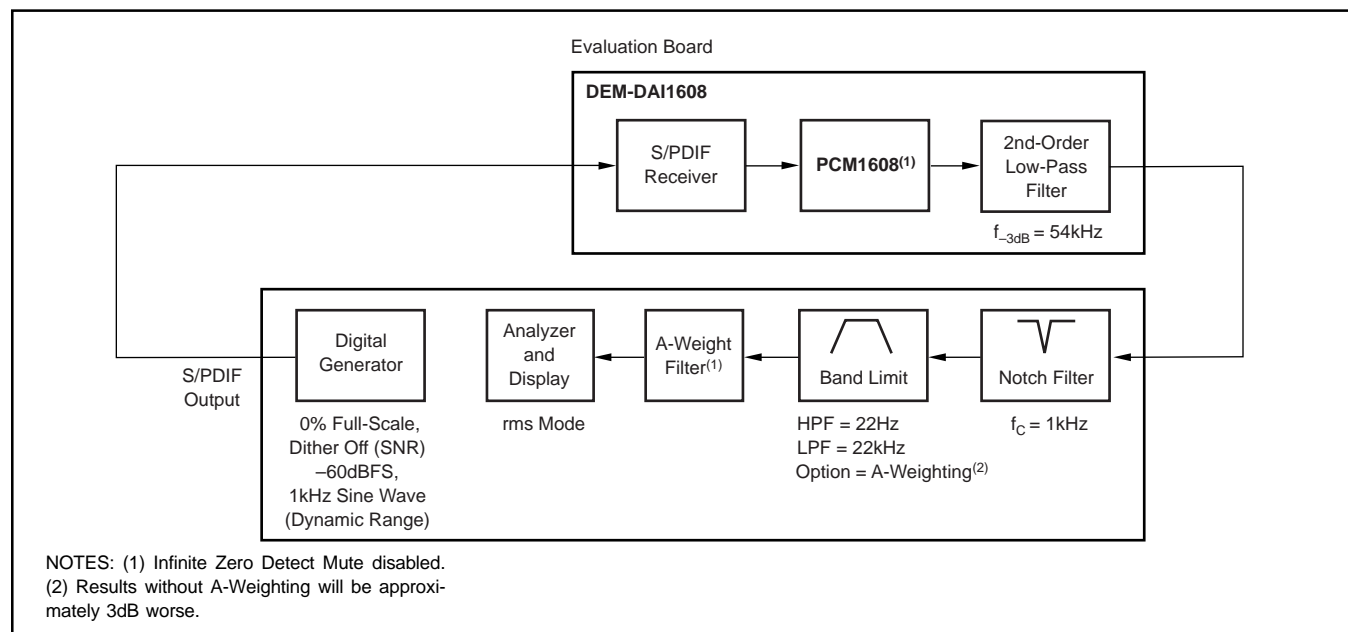 Evaluation Board
DEM-DAI1608
S/PDIF
Receiver
PCM1608(1)
2nd-Order
Low-Pass
Filter
f–3dB = 54kHz
S/PDIF
Output
Digital
Generator
0% Full-Scale,
Dither Off (SNR)
–60dBFS,
1kHz Sine Wave
(Dynamic Range)
Analyzer
and
Display
rms Mode
A-Weight
Filter(1)
Band Limit
HPF = 22Hz
LPF = 22kHz
Option = A-Weighting(2)
Notch Filter
fC = 1kHz
NOTES: (1) Infinite Zero Detect Mute disabled.
(2) Results without A-Weighting will be approxi-
mately 3dB worse.